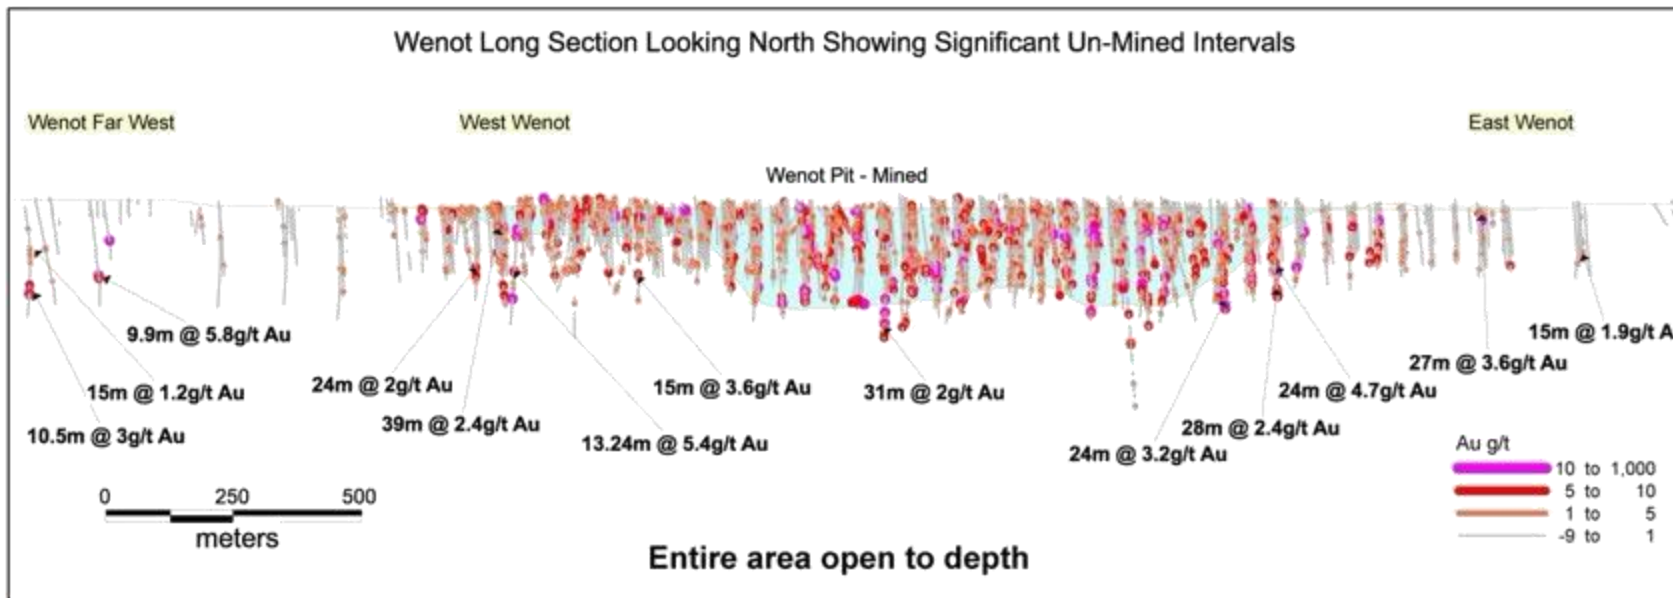 Wenot Long Section Looking North Showing Significant Un-Mined Intervals
Wenot Far West
West Wenot
East Wenot
Wenot Pit - Mined
9.9m @ 5.8g/t Au
15m @ 1.2g/t Au
10.5m @ 3g/t Au
24m @ 2g/t Au
39m @ 2.4g/t Au
13.24m @ 5.4g/t Au
15m @ 3.6g/t Au
31m @ 2g/t Au
24m @ 3.2g/t Au
28m @ 2.4g/t Au
24m @ 4.7g/t Au
27m @ 3.6g/t Au
15m @ 1.9g/t A
0 250 500
meters
Entire area open to depth
Au g/t
10 to 1,000
5 to 10
1 to 5
-9 to 1